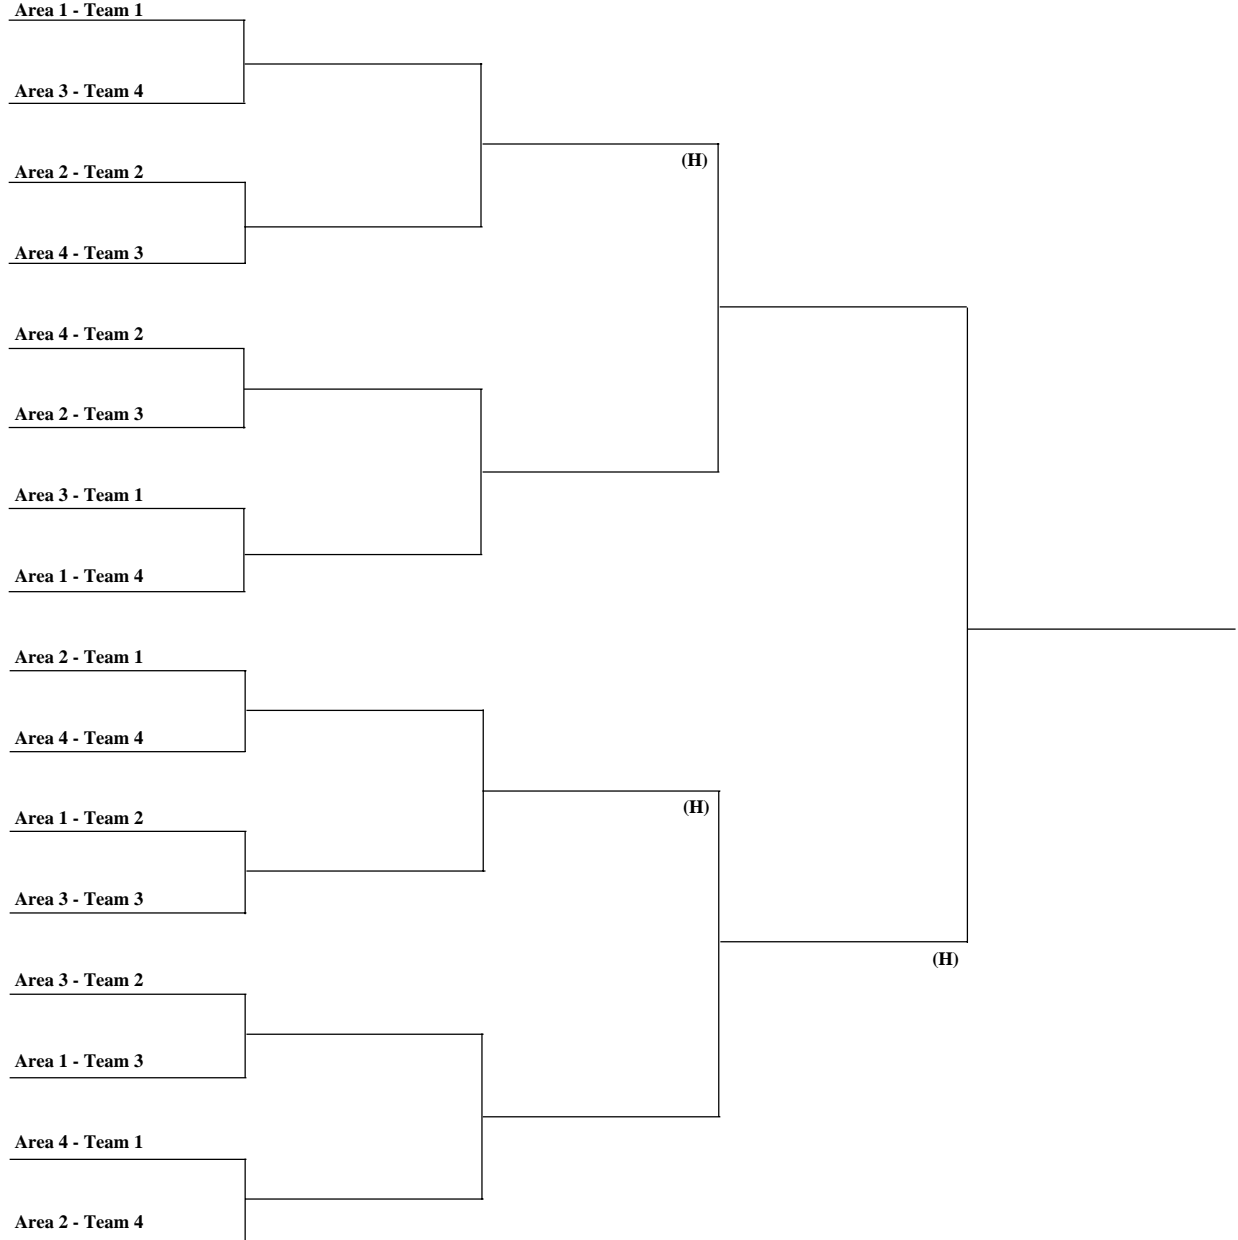 Area 1 - Team 1
Area 3 - Team 4
(H)
Area 2 - Team 2
Area 4 - Team 3
Area 4 - Team 2
Area 2 - Team 3
Area 3 - Team 1
Area 1 - Team 4
Area 2 - Team 1
Area 4 - Team 4
(H)
Area 1 - Team 2
Area 3 - Team 3
(H)
Area 3 - Team 2
Area 1 - Team 3
Area 4 - Team 1
Area 2 - Team 4